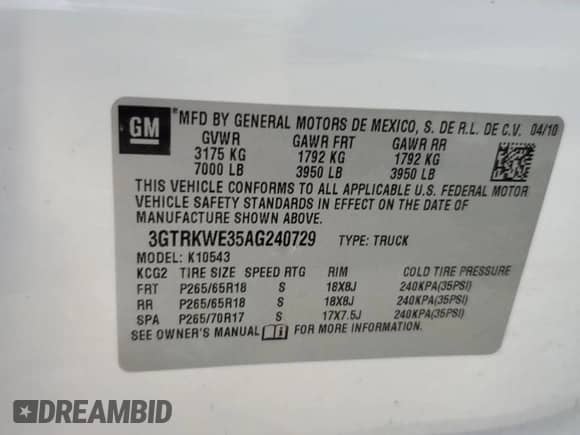 GM
MFD BY GENERAL MOTORS DE MEXICO, S. DE R.L. DE C.V. 04/10
GVWR GAWR FRT GAWR RR
3175 KG 1792 KG 1792 KG
7000 LB 3950 LB 3950 LB
THIS VEHICLE CONFORMS TO ALL APPLICABLE U.S. FEDERAL MOTOR
VEHICLE SAFETY STANDARDS IN EFFECT ON THE DATE OF
MANUFACTURE SHOWN ABOVE.
3GTRKWE35AG240729 TYPE: TRUCK
MODEL: K10543
KCG2 TIRE SIZE SPEED RTG RIM COLD TIRE PRESSURE
FRT P265/65R18 S 18X8J 240KPA(35PSI)
RR P265/65R18 S 18X8J 240KPA(35PSI)
SPA P265/70R17 S 17X7.5J 240KPA(35PSI)
SEE OWNER'S MANUAL FOR MORE INFORMATION.
DREAMBID